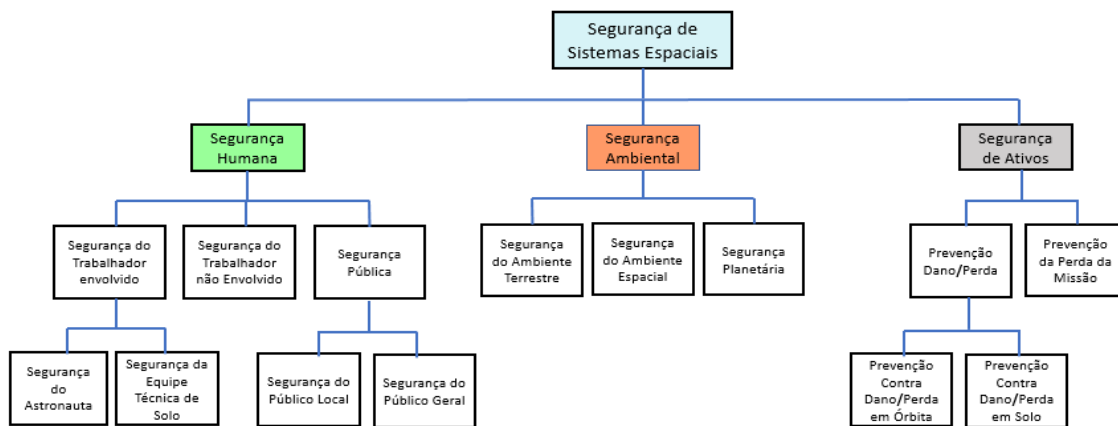 Segurança de
Sistemas Espaciais
Segurança
Humana
Segurança
Ambiental
Segurança
de Ativos
Segurança do
Trabalhador
envolvido
Segurança do
Trabalhador
não Envolvido
Segurança
Pública
Segurança
do Ambiente
Terrestre
Segurança
do Ambiente
Espacial
Segurança
Planetária
Prevenção
Dano/Perda
Prevenção
da Perda da
Missão
Segurança
do
Astronauta
Segurança da
Equipe
Técnica de
Solo
Segurança do
Público Local
Segurança do
Público Geral
Prevenção
Contra
Dano/Perda
em Órbita
Prevenção
Contra
Dano/Perda
em Solo